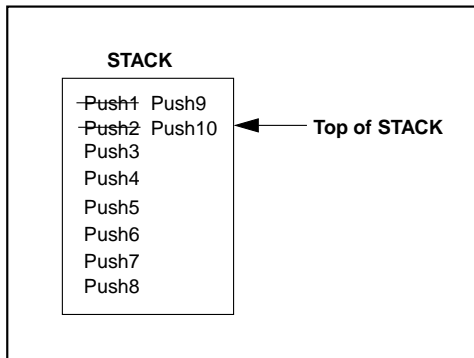 STACK
Push1 Push9
Push2 Push10
Top of STACK
Push3
Push4
Push5
Push6
Push7
Push8